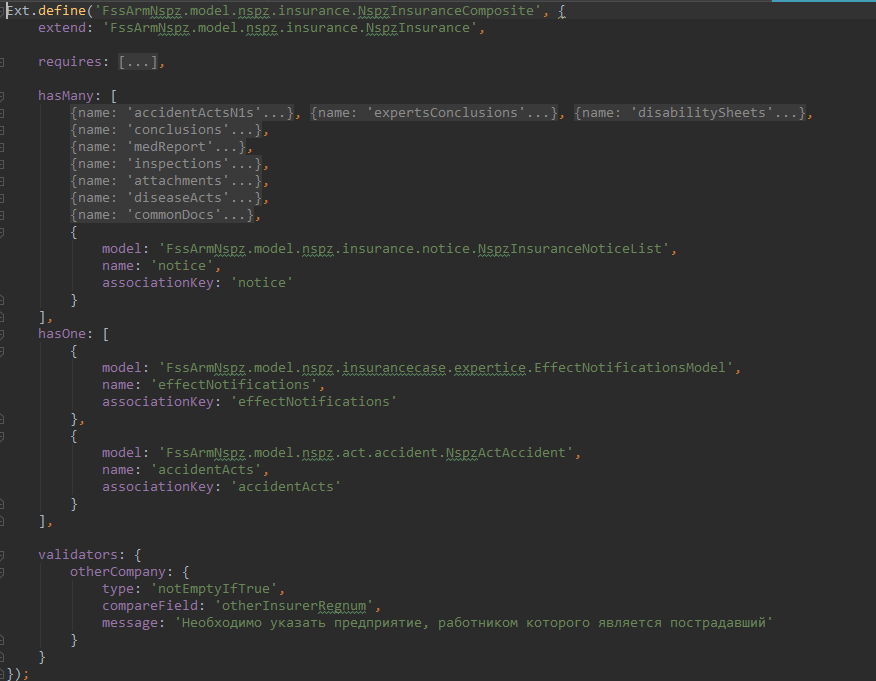 Ext.define('FssArmNspz.model.nspz.insurance.NspzInsuranceComposite', {
    extend: 'FssArmNspz.model.nspz.insurance.NspzInsurance',
    requires: [...],
    hasMany: [
        {name: 'accidentActsN1s'...}, {name: 'expertsConclusions'...}, {name: 'disabilitySheets'...},
        {name: 'conclusions'...},
        {name: 'medReport'...},
        {name: 'inspections'...},
        {name: 'attachments'...},
        {name: 'diseaseActs'...},
        {name: 'commonDocs'...},
        {
            model: 'FssArmNspz.model.nspz.insurance.notice.NspzInsuranceNoticeList',
            name: 'notice',
            associationKey: 'notice'
        }
    ],
    hasOne: [
        {
            model: 'FssArmNspz.model.nspz.insurancecase.expertice.EffectNotificationsModel',
            name: 'effectNotifications',
            associationKey: 'effectNotifications'
        },
        {
            model: 'FssArmNspz.model.nspz.act.accident.NspzActAccident',
            name: 'accidentActs',
            associationKey: 'accidentActs'
        }
    ],
    validators: {
        otherCompany: {
            type: 'notEmptyIfTrue',
            compareField: 'otherInsurerRegnum',
            message: 'Необходимо указать предприятие, работником которого является пострадавший'
        }
    }
});